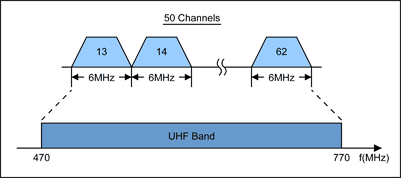 50 Channels
13 14 62
6MHz 6MHz 6MHz
UHF Band
470 770 f(MHz)